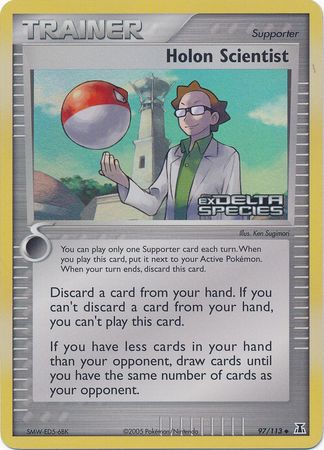 TRAINER
Supporter
Holon Scientist
EX DELTA
SPECIES
Illus. Ken Sugimori
You can play only one Supporter card each turn. When
you play this card, put it next to your Active Pokémon.
When your turn ends, discard this card.
Discard a card from your hand. If you
can't discard a card from your hand,
you can't play this card.
If you have less cards in your hand
than your opponent, draw cards until
you have the same number of cards as
your opponent.
SMW-ED5-6BK
©2005 Pokémon/Nintendo
97/113